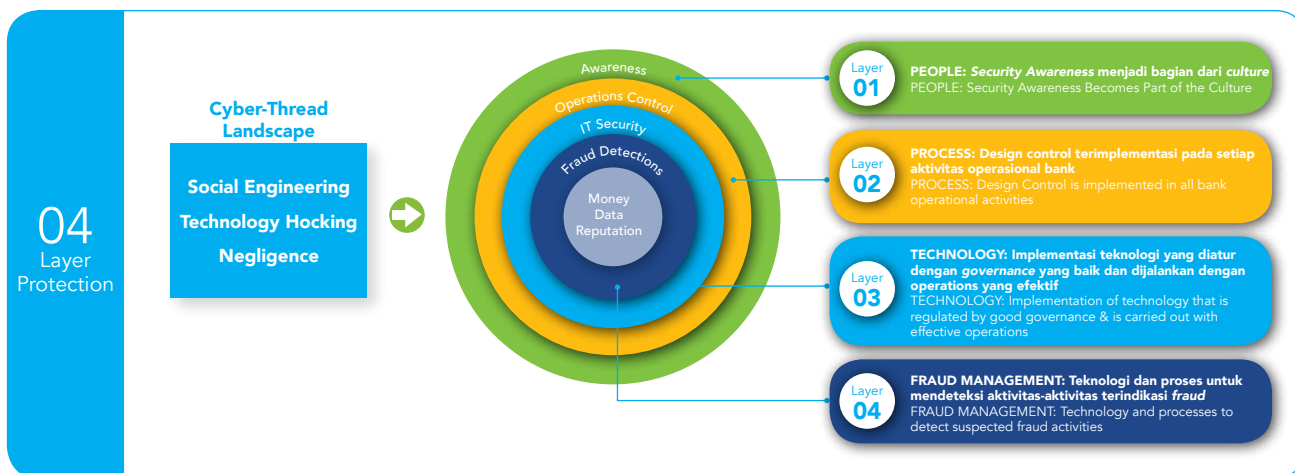 04
Layer
Protection
Cyber-Thread
Landscape
Social Engineering
Technology Hocking
Negligence
Awareness
Operations Control
IT Security
Fraud Detections
Money
Data
Reputation
Layer
01
PEOPLE: Security Awareness menjadi bagian dari culture
PEOPLE: Security Awareness Becomes Part of the Culture
Layer
02
PROCESS: Design control terimplementasi pada setiap
aktivitas operasional bank
PROCESS: Design Control is implemented in all bank
operational activities
Layer
03
TECHNOLOGY: Implementasi teknologi yang diatur
dengan governance yang baik dan dijalankan dengan
operations yang efektif
TECHNOLOGY: Implementation of technology that is
regulated by good governance & is carried out with
effective operations
Layer
04
FRAUD MANAGEMENT: Teknologi dan proses untuk
mendeteksi aktivitas-aktivitas terindikasi fraud
FRAUD MANAGEMENT: Technology and processes to
detect suspected fraud activities